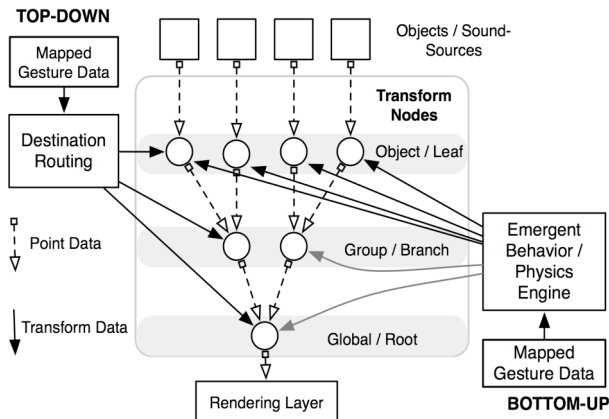 TOP-DOWN
Mapped
Gesture Data
Destination
Routing
Point Data
Transform Data
Objects / Sound-
Sources
Transform
Nodes
Object / Leaf
Group / Branch
Global / Root
Rendering Layer
Emergent
Behavior /
Physics
Engine
Mapped
Gesture Data
BOTTOM-UP